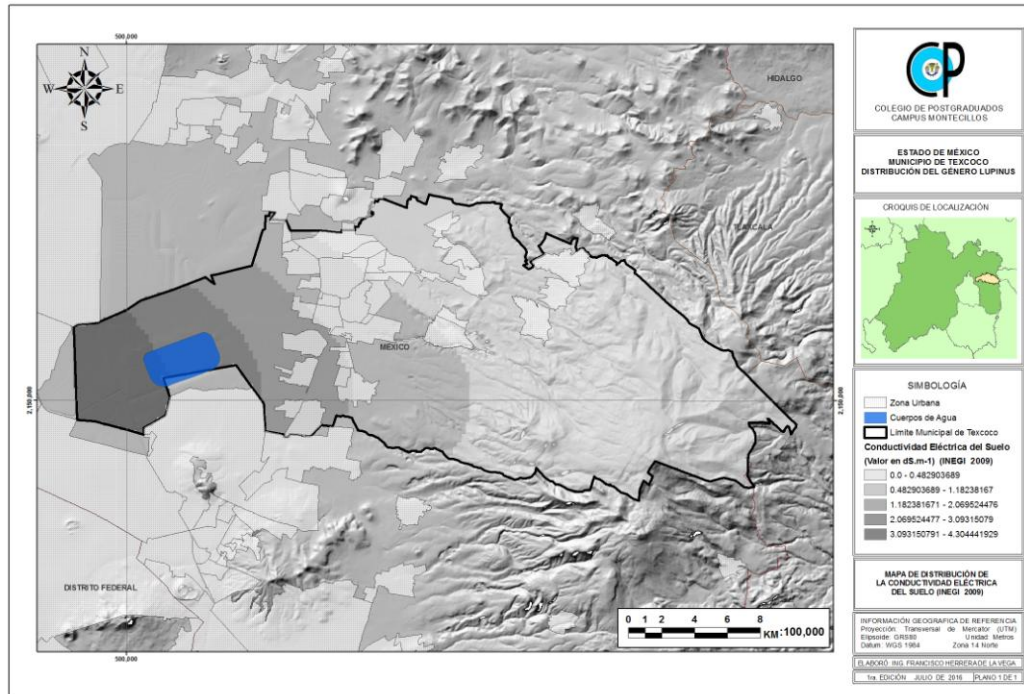 500,000
N
W E
S
HIDALGO
TLAXCALA
MÉXICO
2,150,000
2,150,000
DISTRITO FEDERAL
500,000
0 1 2 4 6 8
KM
1:100,000
CP
COLEGIO DE POSTGRADUADOS
CAMPUS MONTECILLOS
ESTADO DE MÉXICO
MUNICIPIO DE TEXCOCO
DISTRIBUCIÓN DEL GÉNERO LUPINUS
CROQUIS DE LOCALIZACIÓN
SIMBOLOGÍA
Zona Urbana
Cuerpos de Agua
Límite Municipal de Texcoco
Conductividad Eléctrica del Suelo
(Valor en dS.m-1) (INEGI 2009)
0.0 - 0.482903689
0.482903689 - 1.18238167
1.182381671 - 2.069524476
2.069524477 - 3.09315079
3.093150791 - 4.304441929
MAPA DE DISTRIBUCIÓN DE
LA CONDUCTIVIDAD ELÉCTRICA
DEL SUELO (INEGI 2009)
INFORMACIÓN GEOGRAFICA DE REFERENCIA
Proyección: Transversal de Mercator (UTM)
Elipsoide: GRS80 Unidad Metros
Datum: WGS 1984 Zona 14 Norte
ELABORÓ: ING. FRANCISCO HERRERA DE LA VEGA
1ra. EDICIÓN JULIO DE 2016 PLANO 1 DE 1